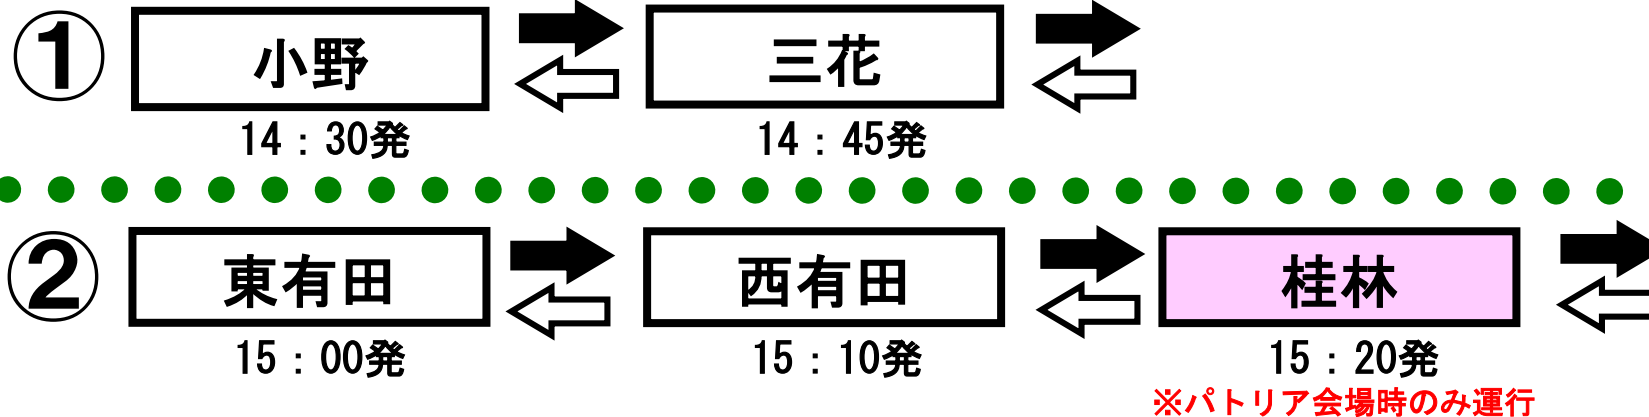 ① 小野 三花
14：30発 14：45発
② 東有田 西有田 桂林
15：00発 15：10発 15：20発
※パトリア会場時のみ運行